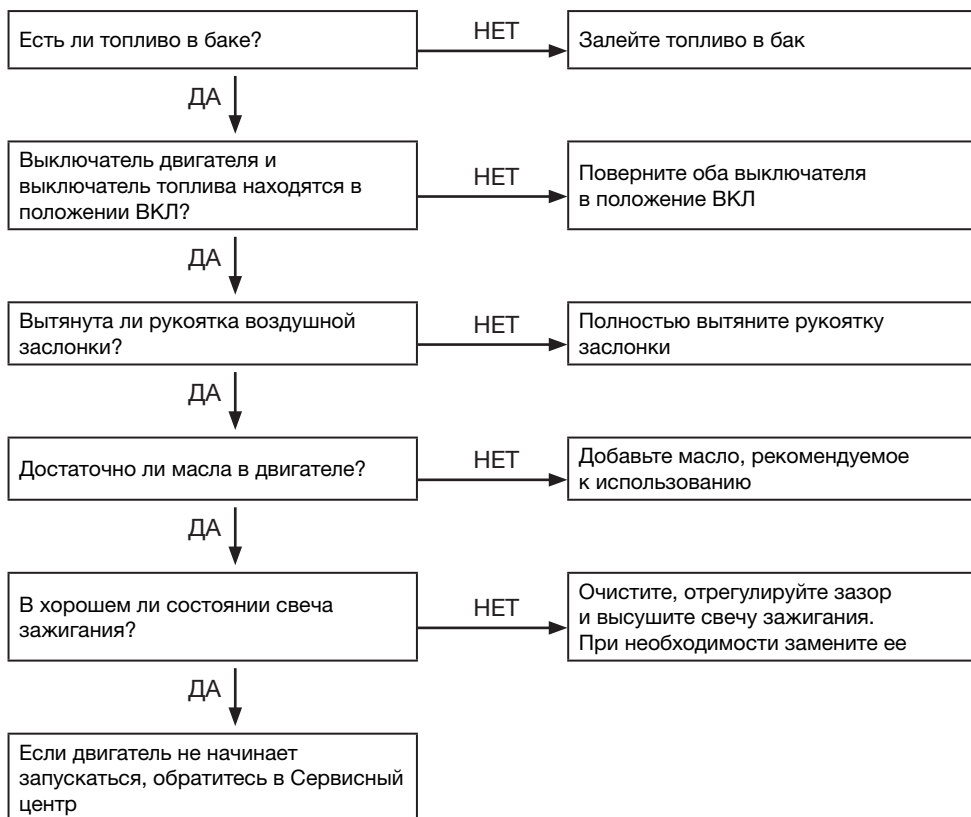 Есть ли топливо в баке?
НЕТ
Залейте топливо в бак
ДА
Выключатель двигателя и
выключатель топлива находятся в
положении ВКЛ?
НЕТ
Поверните оба выключателя
в положение ВКЛ
ДА
Вытянута ли рукоятка воздушной
заслонки?
НЕТ
Полностью вытяните рукоятку
заслонки
ДА
Достаточно ли масла в двигателе?
НЕТ
Добавьте масло, рекомендуемое
к использованию
ДА
В хорошем ли состоянии свеча
зажигания?
НЕТ
Очистите, отрегулируйте зазор
и высушите свечу зажигания.
При необходимости замените ее
ДА
Если двигатель не начинает
запускаться, обратитесь в Сервисный
центр